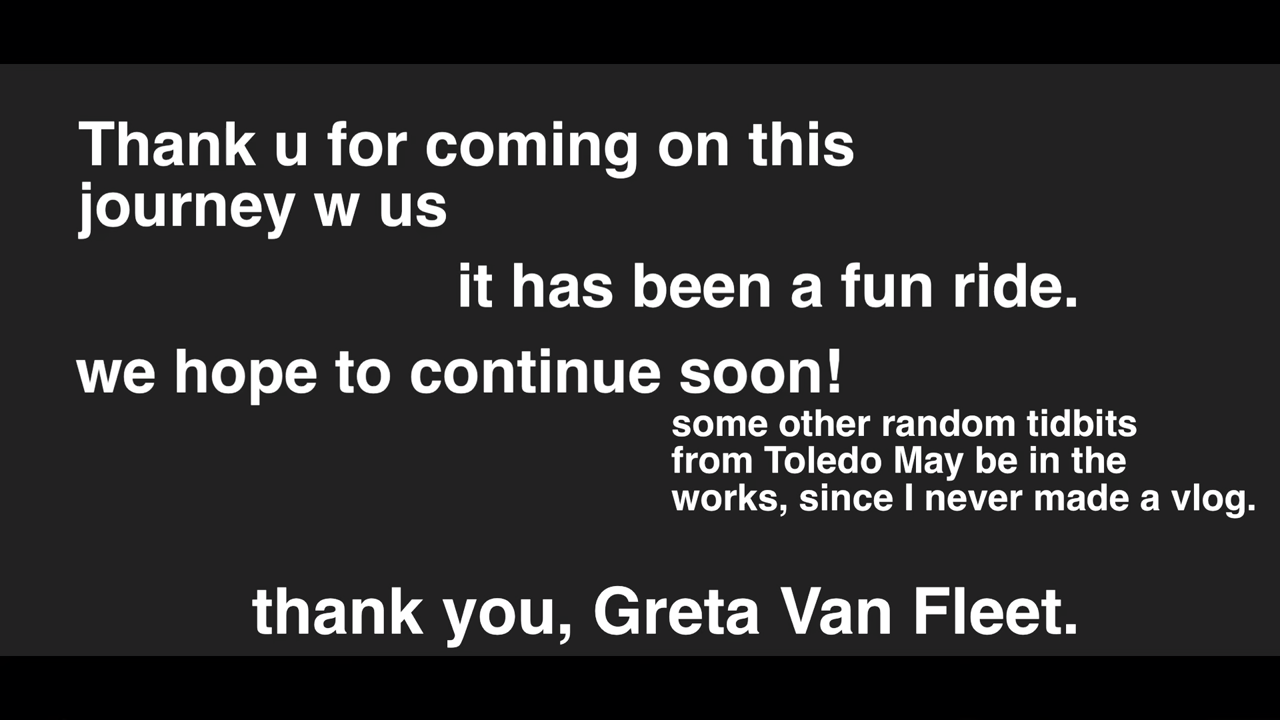 Thank u for coming on this
journey w us
it has been a fun ride.
we hope to continue soon!
some other random tidbits
from Toledo May be in the
works, since I never made a vlog.
thank you, Greta Van Fleet.